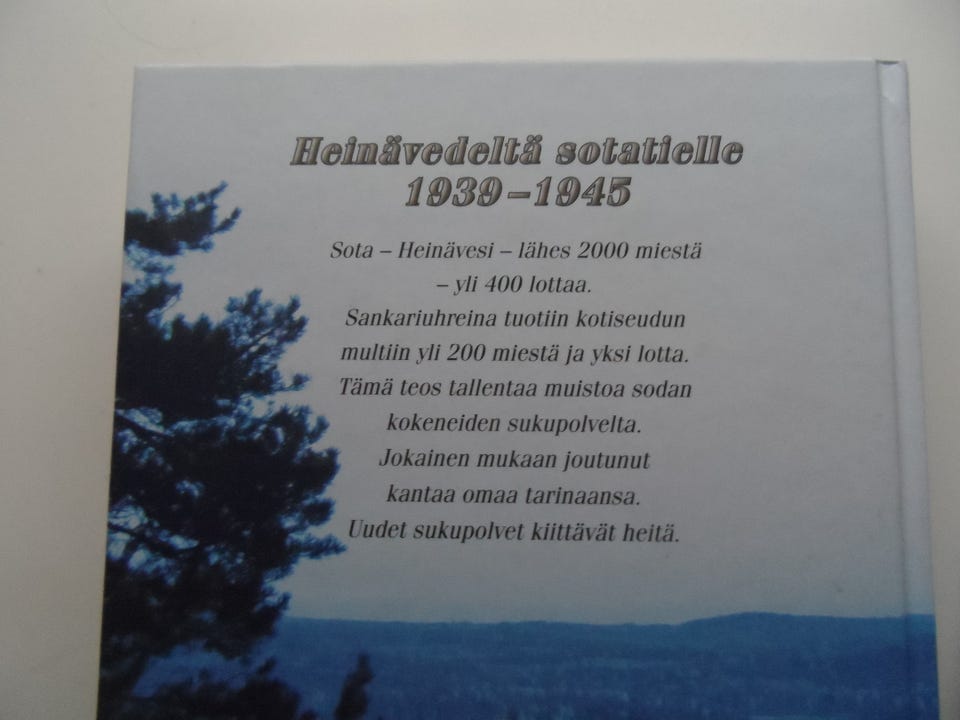 Heinävedeltä sotatielle
1939–1945
Sota – Heinävesi – lähes 2000 miestä
– yli 400 lottaa.
Sankariuhreina tuotiin kotiseudun
multiin yli 200 miestä ja yksi lotta.
Tämä teos tallentaa muistoa sodan
kokeneiden sukupolvelta.
Jokainen mukaan joutunut
kantaa omaa tarinaansa.
Uudet sukupolvet kiittävät heitä.